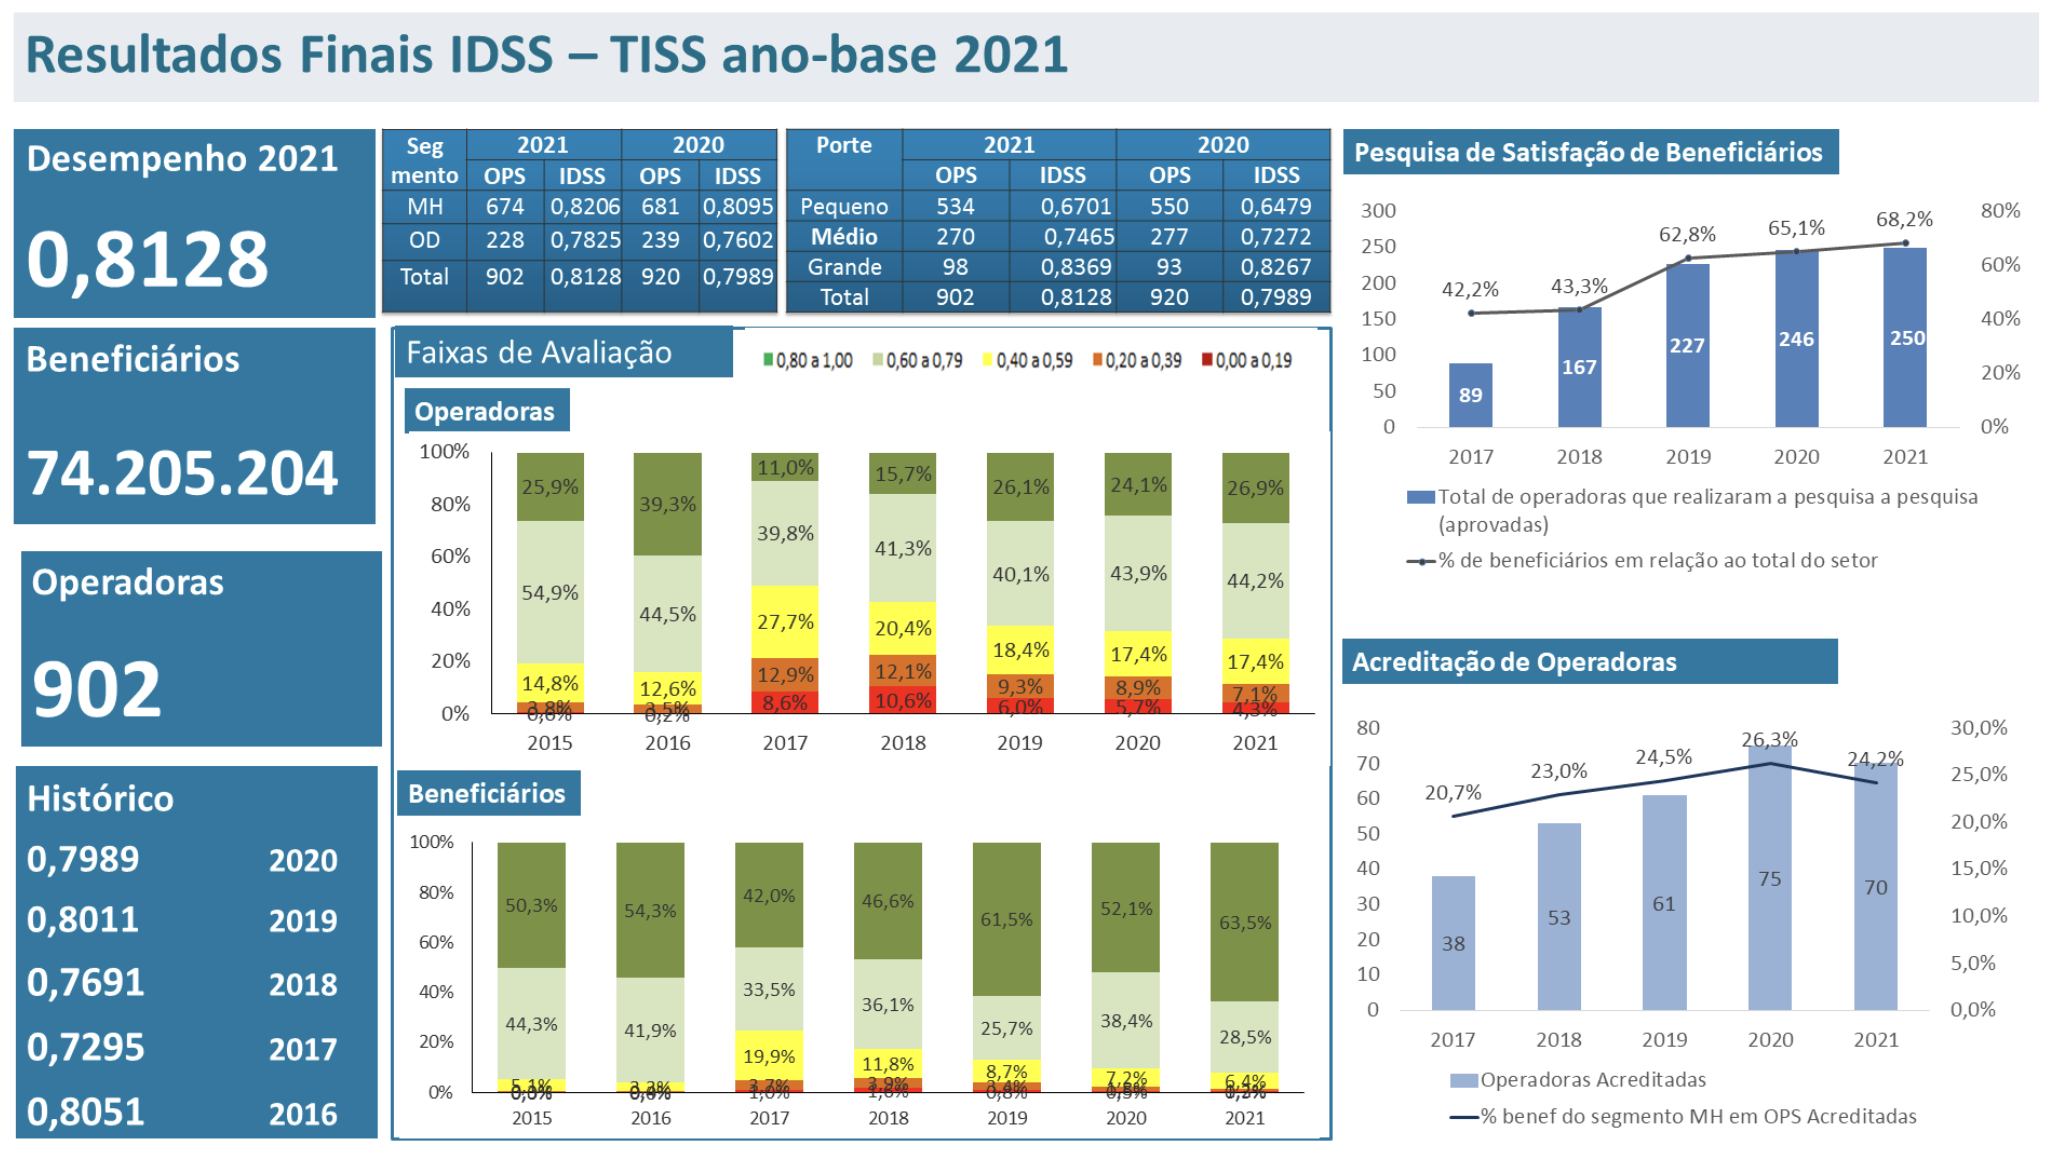 Resultados Finais IDSS – TISS ano-base 2021
Desempenho 2021
0,8128
Beneficiários
74.205.204
Operadoras
902
Histórico
0,7989 2020
0,8011 2019
0,7691 2018
0,7295 2017
0,8051 2016
Seg mento 2021 2020
OPS IDSS OPS IDSS
MH 674 0,8206 681 0,8095
OD 228 0,7825 239 0,7602
Total 902 0,8128 920 0,7989
Porte 2021 2020
OPS IDSS OPS IDSS
Pequeno 534 0,6701 550 0,6479
Médio 270 0,7465 277 0,7272
Grande 98 0,8369 93 0,8267
Total 902 0,8128 920 0,7989
Faixas de Avaliação
0,80 a 1,00 0,60 a 0,79 0,40 a 0,59 0,20 a 0,39 0,00 a 0,19
Operadoras
100%
80%
60%
40%
20%
0%
25,9% 39,3% 11,0% 15,7% 26,1% 24,1% 26,9%
54,9% 44,5% 39,8% 41,3% 40,1% 43,9% 44,2%
14,8% 12,6% 27,7% 20,4% 18,4% 17,4% 17,4%
3,8% 3,5% 12,9% 12,1% 9,3% 8,9% 7,1%
0,2% 8,6% 10,6% 6,0% 5,7% 4,3%
2015 2016 2017 2018 2019 2020 2021
Beneficiários
100%
80%
60%
40%
20%
0%
50,3% 54,3% 42,0% 46,6% 61,5% 52,1% 63,5%
44,3% 41,9% 33,5% 36,1% 25,7% 38,4% 28,5%
5,1% 19,9% 11,8% 8,7% 7,2% 6,4%
3,9%
2015 2016 2017 2018 2019 2020 2021
Pesquisa de Satisfação de Beneficiários
300
250
200
150
100
50
0
80%
60%
40%
20%
0%
42,2% 43,3% 62,8% 65,1% 68,2%
89 167 227 246 250
2017 2018 2019 2020 2021
Total de operadoras que realizaram a pesquisa a pesquisa
(aprovadas)
% de beneficiários em relação ao total do setor
Acreditação de Operadoras
80
70
60
50
40
30
20
10
0
30,0%
25,0%
20,0%
15,0%
10,0%
5,0%
0,0%
20,7% 23,0% 24,5% 26,3% 24,2%
38 53 61 75 70
2017 2018 2019 2020 2021
Operadoras Acreditadas
% benef do segmento MH em OPS Acreditadas